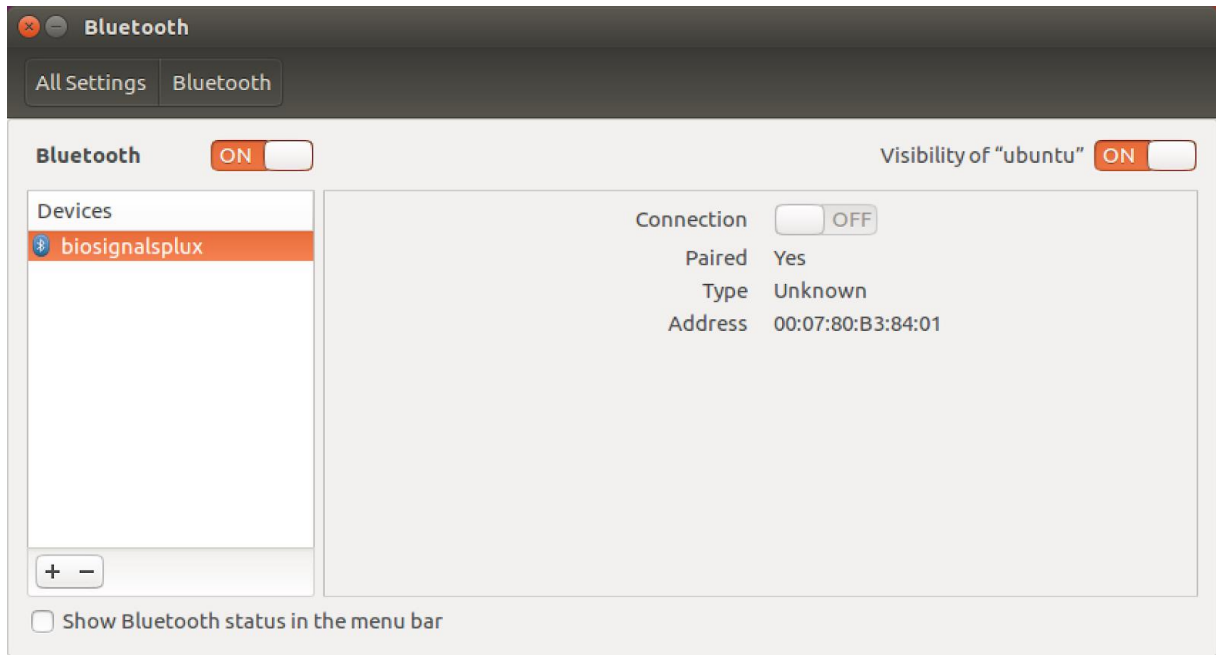 Bluetooth
All Settings Bluetooth
Bluetooth ON
Visibility of “ubuntu” ON
Devices
biosignalsplux
Connection OFF
Paired Yes
Type Unknown
Address 00:07:80:B3:84:01
+ −
Show Bluetooth status in the menu bar